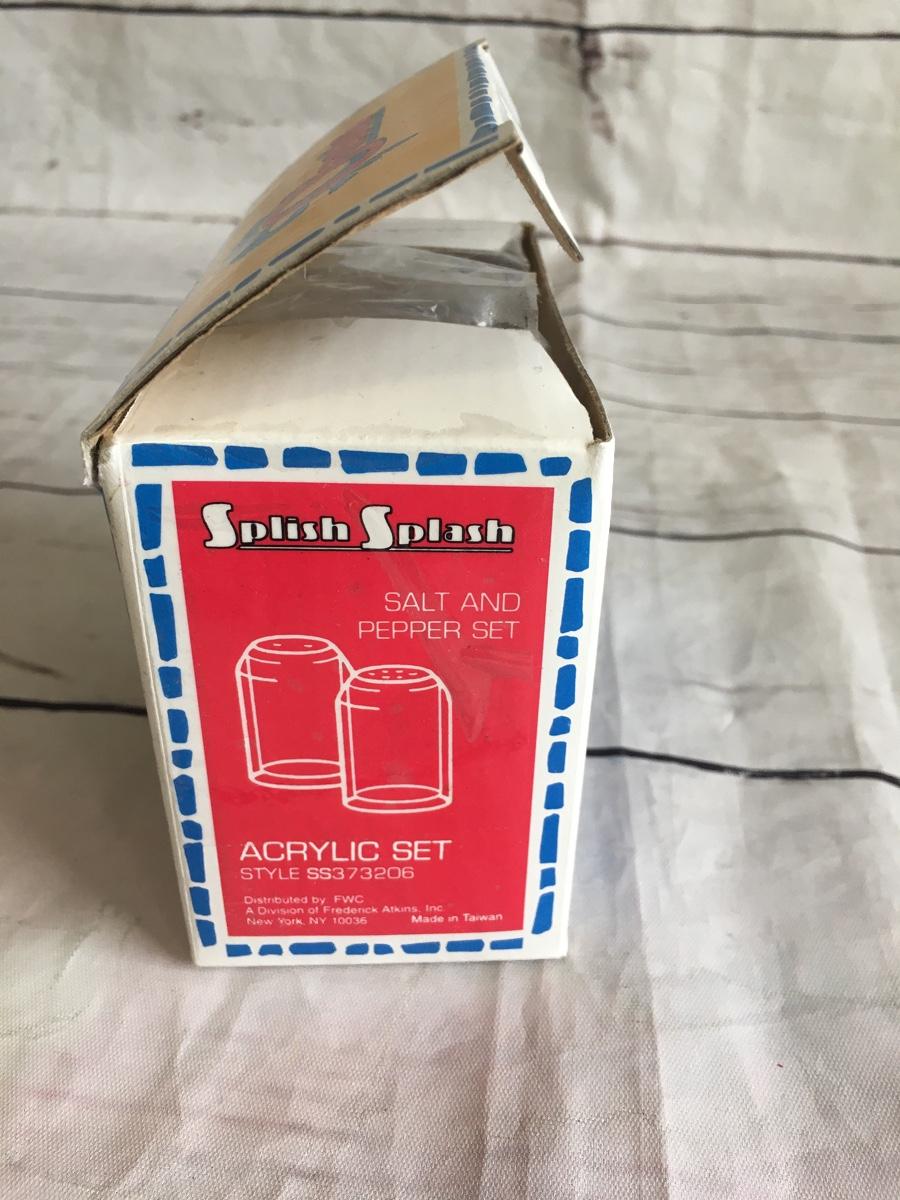 Splish Splash
SALT AND
PEPPER SET
ACRYLIC SET
STYLE SS373206
Distributed by FWC
A Division of Frederick Atkins, Inc.
New York, NY 10036 Made in Taiwan